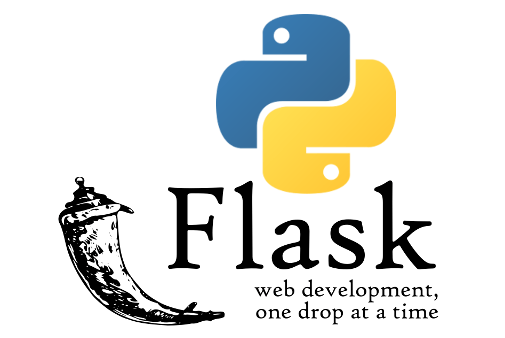 Flask
web development,
one drop at a time